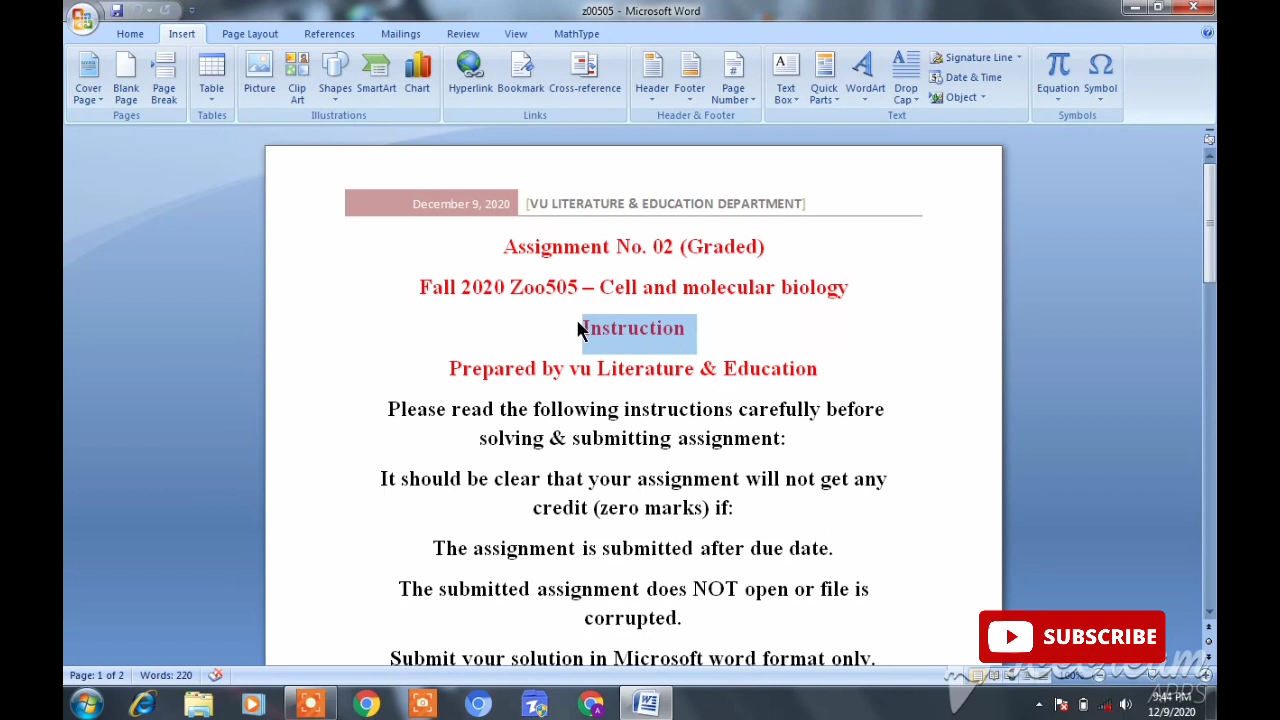 z00505 - Microsoft Word
Home Insert Page Layout References Mailings Review View MathType
Cover Page Blank Page Page Break Table Picture Clip Art Shapes SmartArt Chart Hyperlink Bookmark Cross-reference Header Footer Page Number Text Box Quick Parts WordArt Drop Cap Signature Line Date & Time Object Equation Symbol
Pages Tables Illustrations Links Header & Footer Text Symbols
December 9, 2020 [VU LITERATURE & EDUCATION DEPARTMENT]
Assignment No. 02 (Graded)
Fall 2020 Zoo505 – Cell and molecular biology
Instruction
Prepared by vu Literature & Education
Please read the following instructions carefully before
solving & submitting assignment:
It should be clear that your assignment will not get any
credit (zero marks) if:
The assignment is submitted after due date.
The submitted assignment does NOT open or file is
corrupted.
SUBSCRIBE
Submit your solution in Microsoft word format only.
Page: 1 of 2 Words: 220 100%
APPS
9:44 PM
12/9/2020